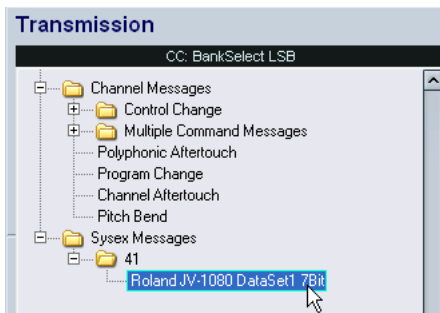 Transmission
CC: BankSelect LSB
Channel Messages
Control Change
Multiple Command Messages
Polyphonic Aftertouch
Program Change
Channel Aftertouch
Pitch Bend
Sysex Messages
41
Roland JV-1080 DataSet1 7Bit